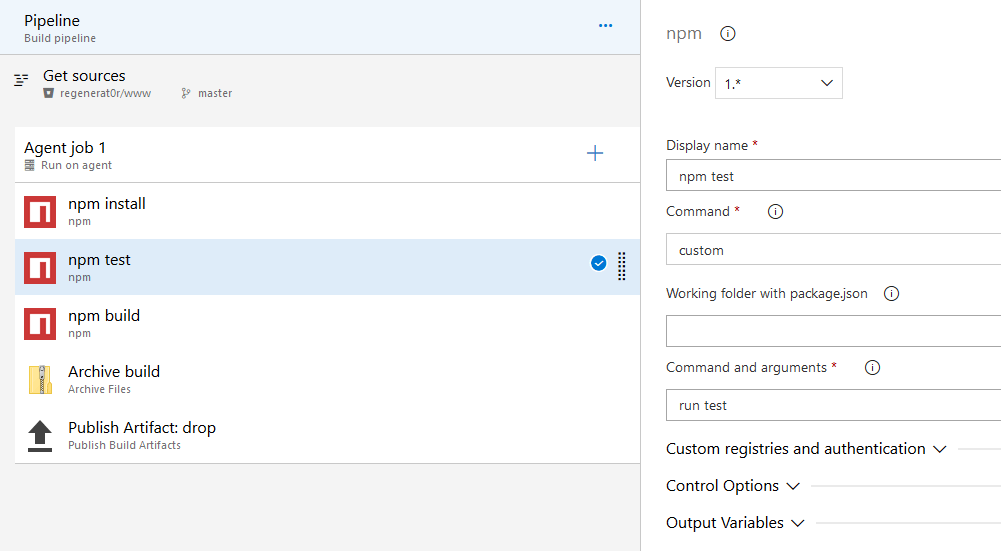 Pipeline
Build pipeline
Get sources
regenerat0r/www master
Agent job 1
Run on agent
npm install
npm
npm test
npm
npm build
npm
Archive build
Archive Files
Publish Artifact: drop
Publish Build Artifacts
npm
Version 1.*
Display name *
npm test
Command *
custom
Working folder with package.json
Command and arguments *
run test
Custom registries and authentication
Control Options
Output Variables